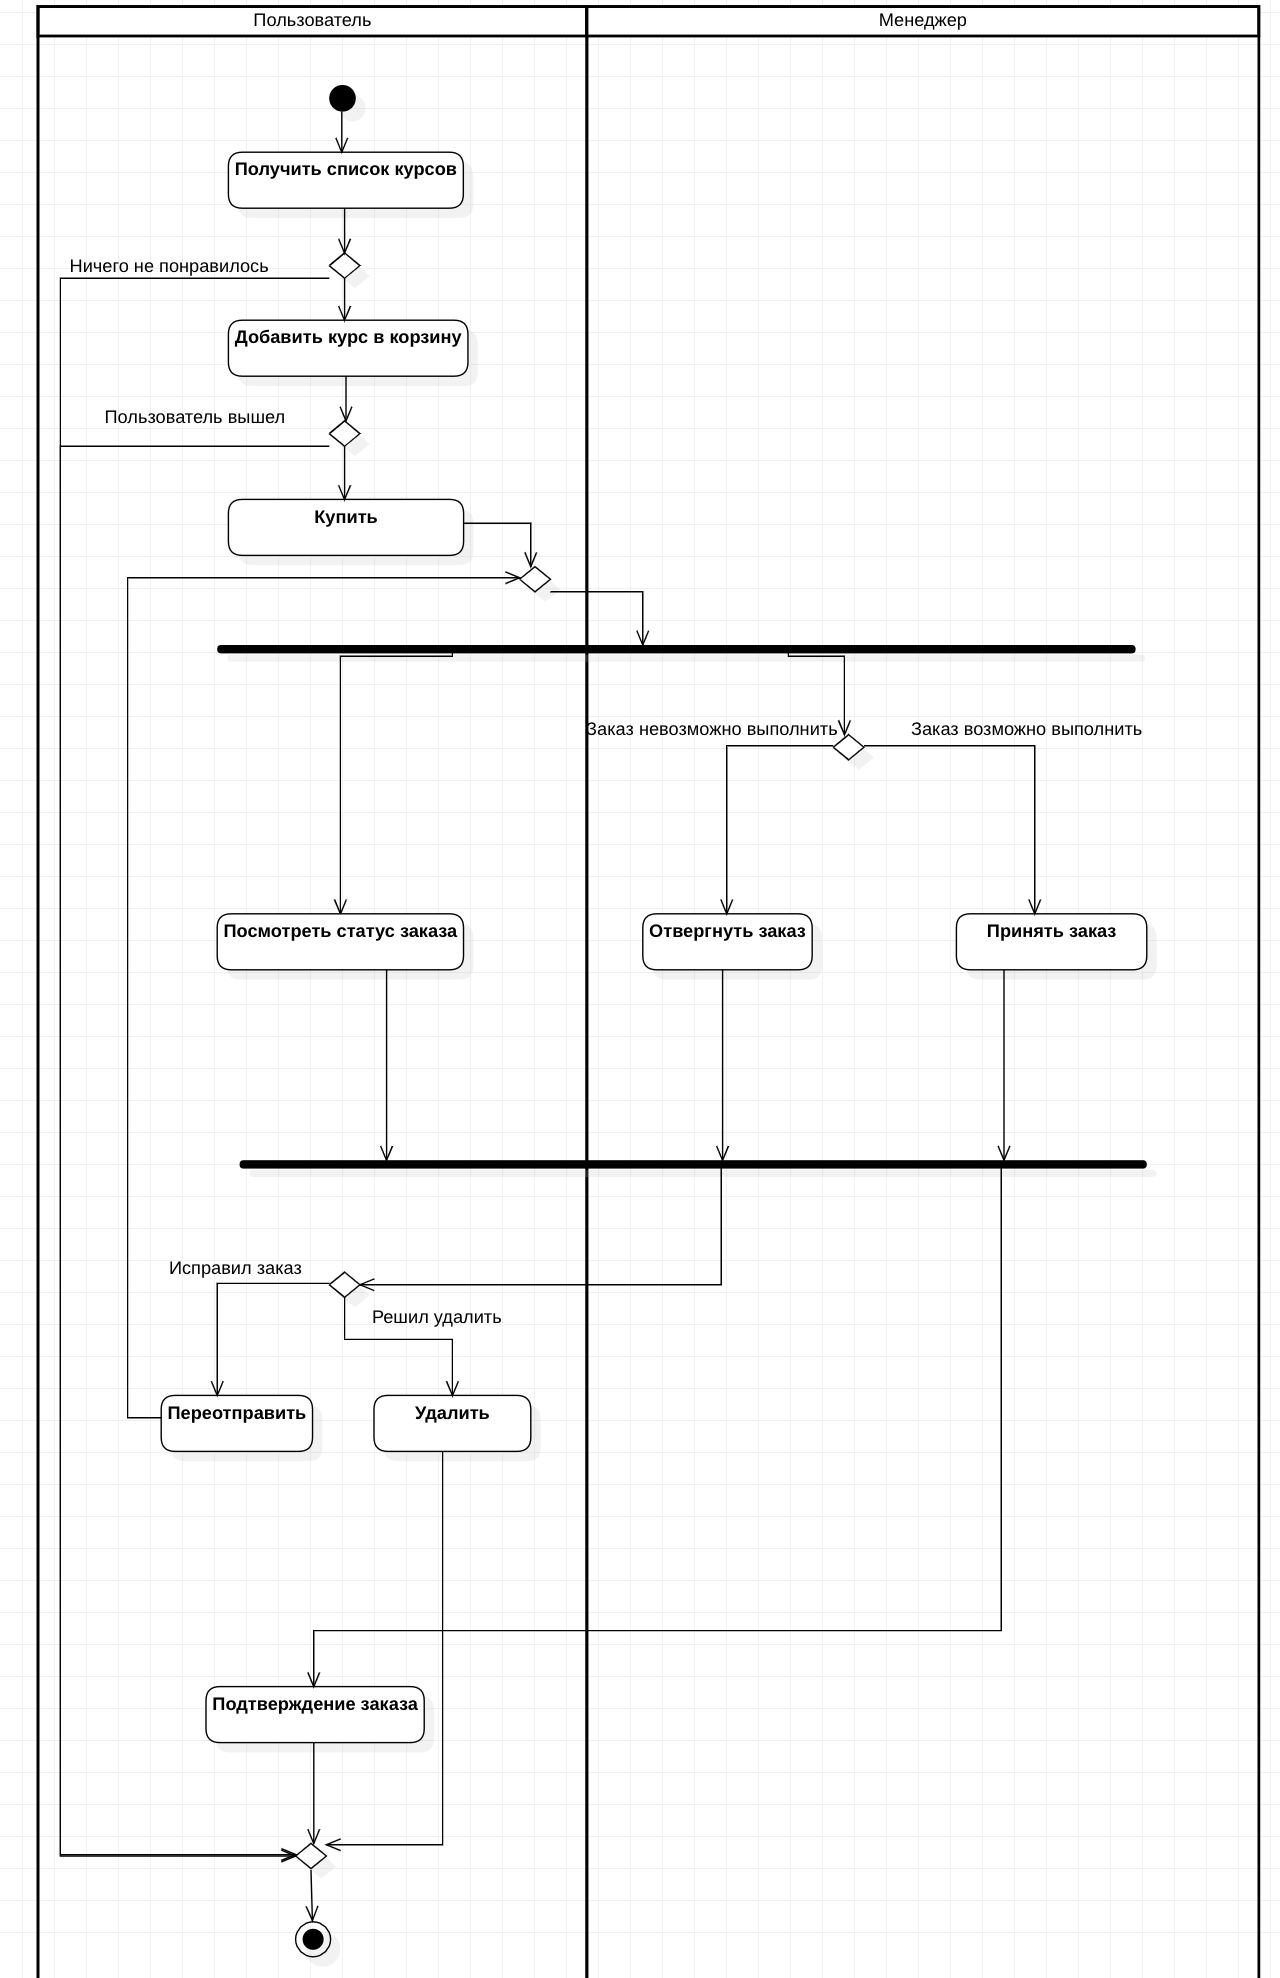 Пользователь
Менеджер
Получить список курсов
Ничего не понравилось
Добавить курс в корзину
Пользователь вышел
Купить
Заказ невозможно выполнить
Заказ возможно выполнить
Посмотреть статус заказа
Отвергнуть заказ
Принять заказ
Исправил заказ
Решил удалить
Переотправить
Удалить
Подтверждение заказа